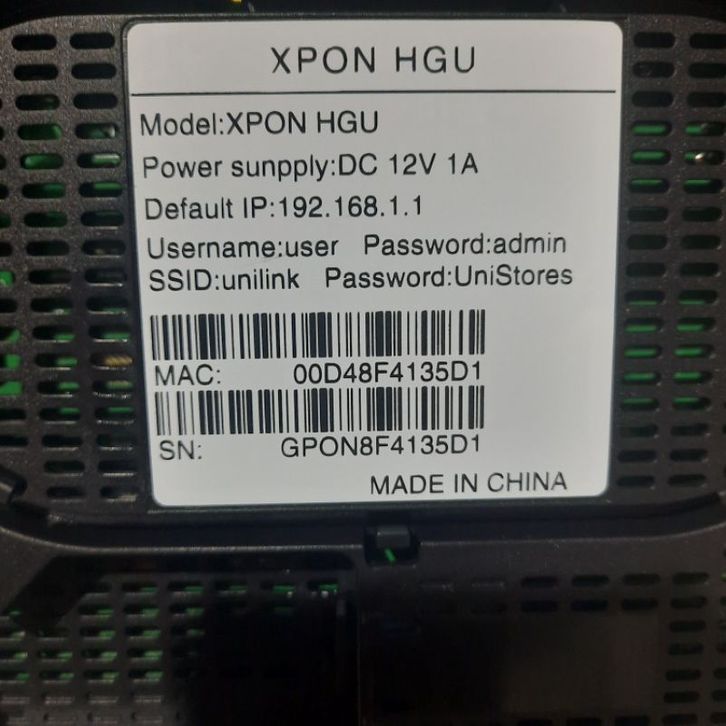 XPON HGU
Model:XPON HGU
Power sunpply:DC 12V 1A
Default IP:192.168.1.1
Username:user Password:admin
SSID:unilink Password:UniStores
MAC: 00D48F4135D1
SN: GPON8F4135D1
MADE IN CHINA